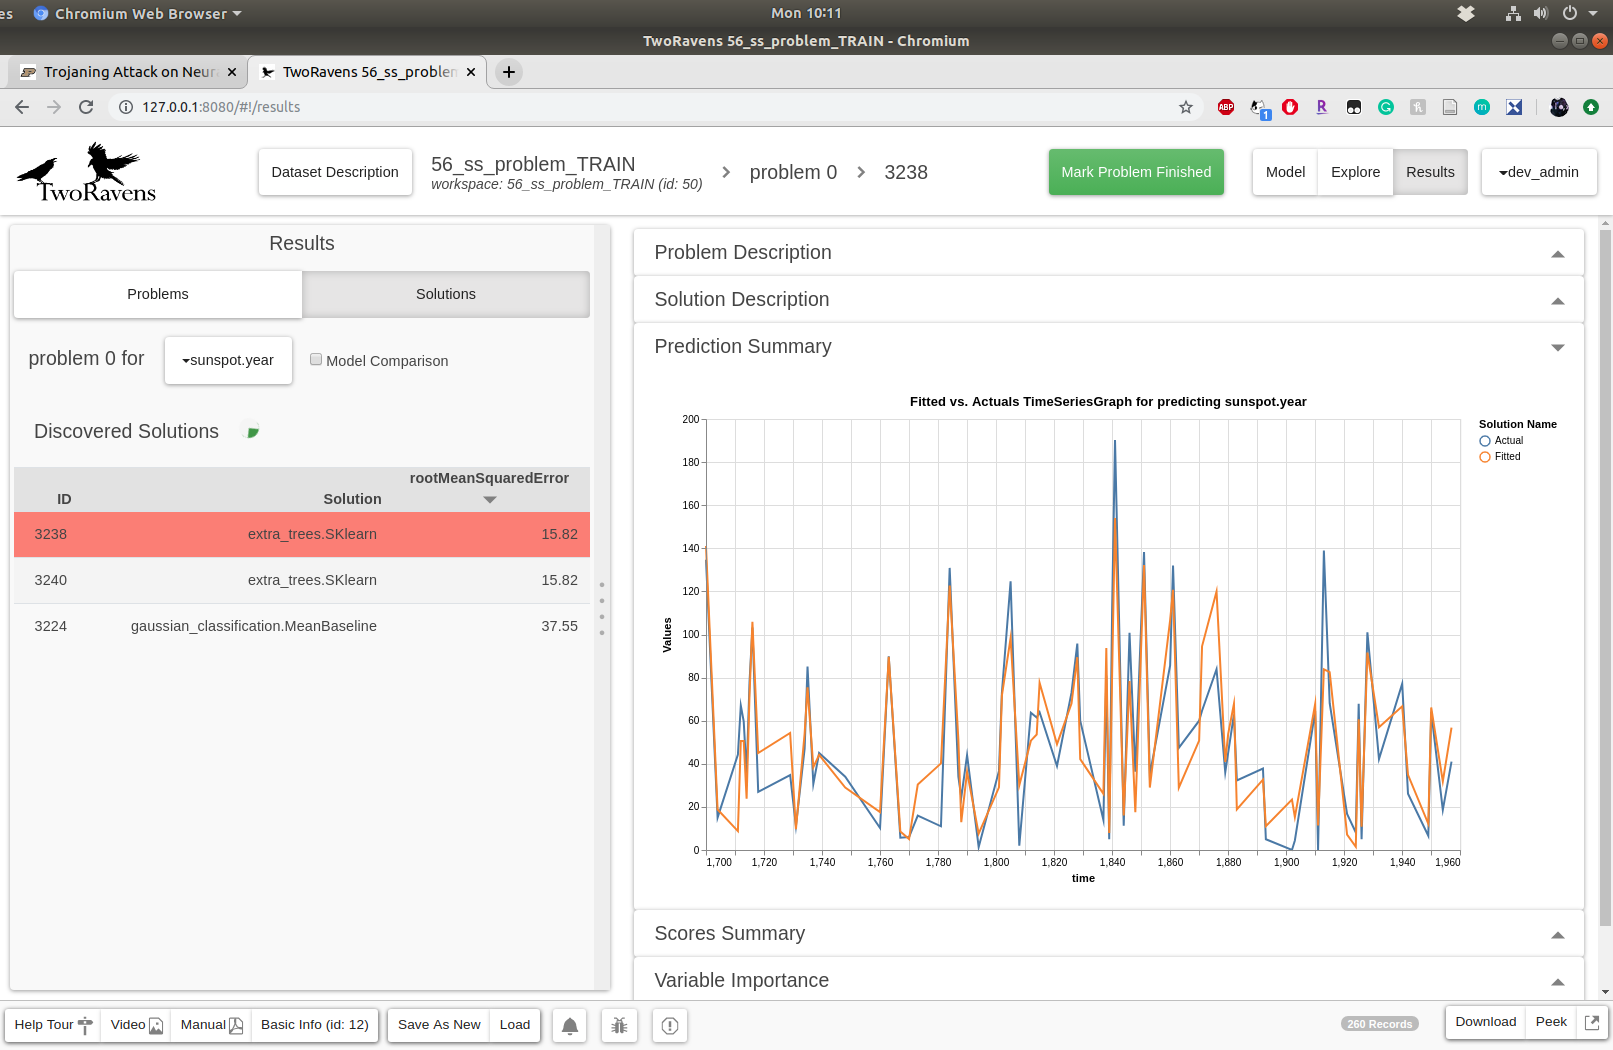 es Chromium Web Browser Mon 10:11
TwoRavens 56_ss_problem_TRAIN - Chromium
Trojaning Attack on Neur TwoRavens 56_ss_problem
127.0.0.1:8080/#!/results ABP 1
TwoRavens
Dataset Description
56_ss_problem_TRAIN
workspace: 56_ss_problem_TRAIN (id: 50)
problem 0 3238
Mark Problem Finished Model Explore Results dev_admin
Results
Problems Solutions
problem 0 for sunspot.year Model Comparison
Discovered Solutions
rootMeanSquaredError
ID Solution
3238 extra_trees.SKlearn 15.82
3240 extra_trees.SKlearn 15.82
3224 gaussian_classification.MeanBaseline 37.55
Problem Description
Solution Description
Prediction Summary
Fitted vs. Actuals TimeSeriesGraph for predicting sunspot.year
Solution Name
Actual
Fitted
200
180
160
140
120
100
80
60
40
20
0
Values
1,700 1,720 1,740 1,760 1,780 1,800 1,820 1,840 1,860 1,880 1,900 1,920 1,940 1,960
time
Scores Summary
Variable Importance
Help Tour Video Manual Basic Info (id: 12) Save As New Load 260 Records Download Peek